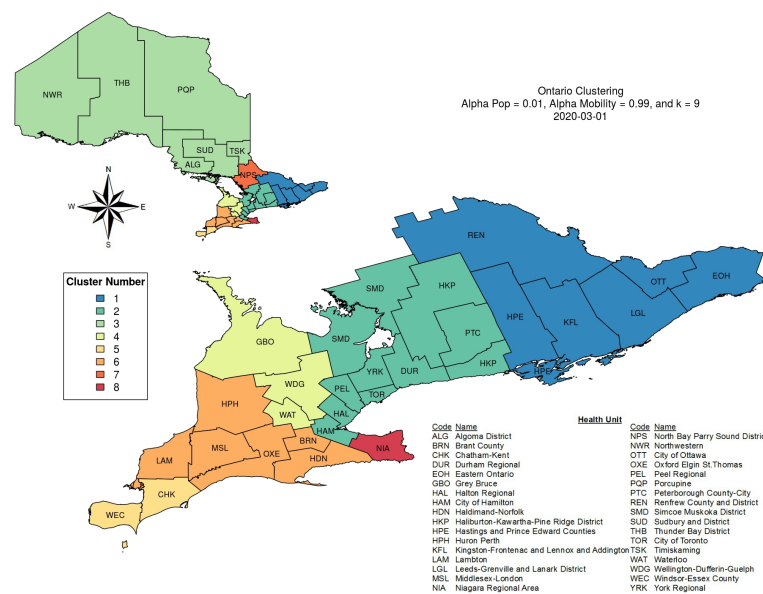 Ontario Clustering
Alpha Pop = 0.01, Alpha Mobility = 0.99, and k = 9
2020-03-01
NWR
THB
PQP
SUD
TSK
ALG
NPS
N
W
E
S
Cluster Number
1
2
3
4
5
6
7
8
REN
SMD
HKP
OTT
EOH
HPE
KFL
LGL
PTC
SMD
GBO
YRK
DUR
HKP
HPE
WDG
PEL
TOR
HPH
WAT
HAL
HAM
BRN
NIA
MSL
OXE
HDN
LAM
CHK
WEC
Health Unit
Code Name
ALG Algoma District
BRN Brant County
CHK Chatham-Kent
DUR Durham Regional
EOH Eastern Ontario
GBO Grey Bruce
HAL Halton Regional
HAM City of Hamilton
HDN Haldimand-Norfolk
HKP Haliburton-Kawartha-Pine Ridge District
HPE Hastings and Prince Edward Counties
HPH Huron Perth
KFL Kingston-Frontenac and Lennox and Addington
LAM Lambton
LGL Leeds-Grenville and Lanark District
MSL Middlesex-London
NIA Niagara Regional Area
Code Name
NPS North Bay Parry Sound Distri
NWR Northwestern
OTT City of Ottawa
OXE Oxford Elgin St.Thomas
PEL Peel Regional
PQP Porcupine
PTC Peterborough County-City
REN Renfrew County and District
SMD Simcoe Muskoka District
SUD Sudbury and District
THB Thunder Bay District
TOR City of Toronto
TSK Timiskaming
WAT Waterloo
WDG Wellington-Dufferin-Guelph
WEC Windsor-Essex County
YRK York Regional